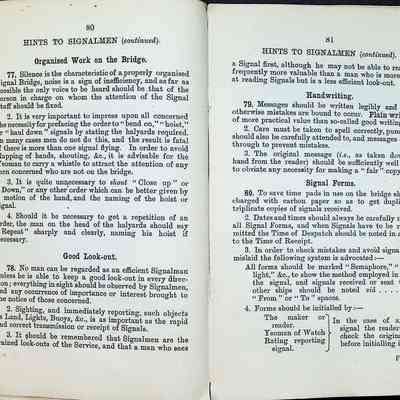 80
HINTS TO SIGNALMEN (continued).
Organised Work on the Bridge.
77. Silence is the characteristic of a properly organised
Signal Bridge, noise is a sign of inefficiency, and as far as
possible the only voice to be heard should be that of the
person in charge on whom the attention of the Signal
Staff should be fixed.
2. It is very important to impress upon all concerned
the necessity for prefacing the order to "bend on," "hoist,"
or "haul down" signals by stating the halyards required.
In many cases men do not do this, and the result is fatal
if there is more than one signal flying. In order to avoid
clapping of hands, shouting, &c., it is advisable for the
Yeoman to carry a whistle to attract the attention of any
men concerned who are not on the bridge.
3. It is quite unnecessary to shout "Close up" or
Down," or any other order which can be better given by
motion of the hand, and the naming of the hoist or
signal.
4. Should it be necessary to get a repetition of an
order, the man on the head of the halyards should say
Repeat" sharply and clearly, naming his hoist if
necessary.
Good Look-out.
78. No man can be regarded as an efficient Signalman
unless he is able to keep a good look-out in every direc-
tion; everything in sight should be observed by Signalmen,
and any occurrence of importance or interest brought to
the notice of those concerned.
2. Sighting, and immediately reporting, such objects
as Land, Lights, Buoys, &c., is as important as the rapid
and correct transmission or receipt of Signals.
3. It should be remembered that Signalmen are the
trained look-outs of the Service, and that a man who sees
81
HINTS TO SIGNALMEN (continued).
a Signal first, although he may not be able to rea
frequently more valuable than a man who is more
at reading Signals but is a less efficient look-out.
Handwriting.
79. Messages should be written legibly and
otherwise mistakes are bound to occur. Plain wri
of more practical value than so-called good writing
2. Care must be taken to spell correctly, punc
should also be carefully attended to, and messages
through to prevent mistakes.
3. The original message (i.e., as taken do
hand from the reader) should be sufficiently well
to obviate any necessity for making a "fair" copy
Signal Forms.
80. To save time pads in use on the bridge sh
charged with carbon paper so as to get dupli
triplicate copies of signals received.
2. Dates and times should always be carefully
all Signal Forms, and when Signals have to be r
mitted the Time of Despatch should be noted in a
to the Time of Receipt.
3. In order to check mistakes and avoid signal
mislaid the following system is advocated:—
All forms should be marked "Semaphore," "
light," &c., to show the method employed in
the signal, and signals received or send
other ships should be noted viâ
"From" or "To" spaces.
4. Forms should be initialled by:—
The maker or
reader.
Yeoman of Watch
Rating reporting
signal.
In the case of a
signal the reader
check the original
before initialling i
F